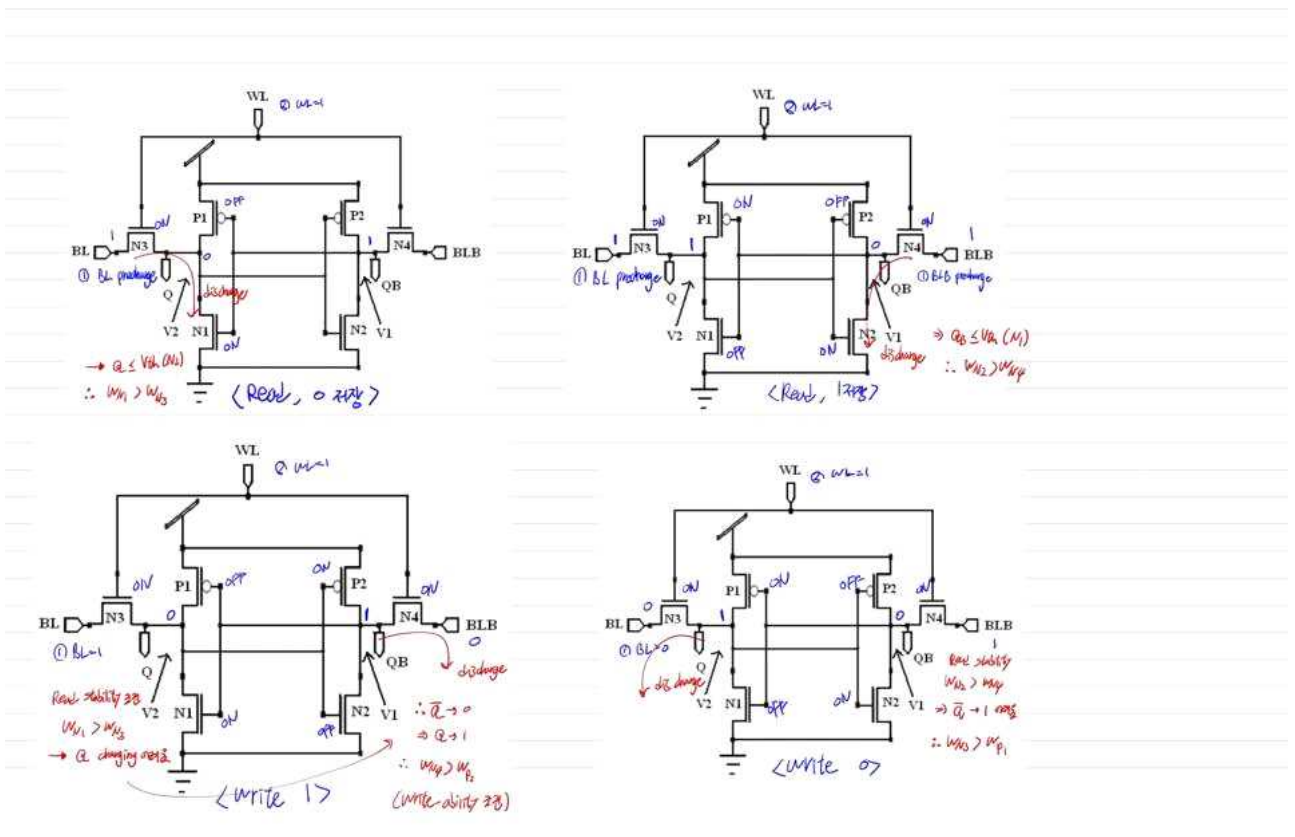 WL ② WL=1
P1 OFF
P2
ON
1
BL
N3
0
1
N4
BLB
① BL precharge
Q
discharge
QB
V2
N1
ON
N2
V1
→ Q ≤ Vth (N2)
∴ WN1 > WN3
<Read, 0 저장>
WL ② WL=1
P1 ON
OFF P2
ON
ON
1
BL
N3
1
0
N4
1
BLB
① BL precharge
Q
QB
① BLB precharge
V2
N1
OFF
ON
N2
V1
discharge
⇒ QB ≤ Vth (N1)
∴ WN2 > WN4
<Read, 1저장>
WL ② WL=1
ON
P1 OFF
ON P2
ON
BL
N3
0
1
N4
BLB
0
① BL=1
Q
QB
discharge
Read stability 조건
WN1 > WN3
→ Q charging 어려움
V2
N1
ON
OFF
N2
V1
∴ Q̅ → 0
⇒ Q → 1
∴ WN4 > WP2
(write-ability 조건)
<write 1>
WL ② WL=1
ON
P1 ON
OFF P2
ON
0
BL
N3
1
0
N4
BLB
1
① BL=0
Q
QB
discharge
V2
N1
OFF
ON
N2
V1
Read stability
WN2 > WN4
⇒ Q̅ → 1 어려움
∴ WN3 > WP1
<write 0>